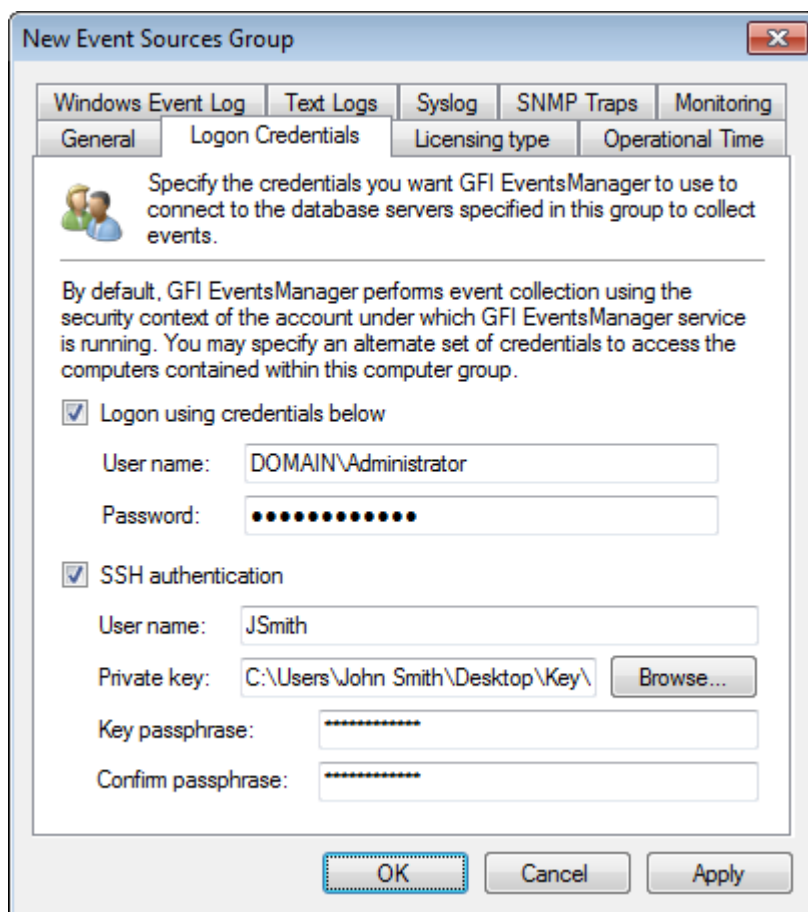 New Event Sources Group
Windows Event Log Text Logs Syslog SNMP Traps Monitoring
General Logon Credentials Licensing type Operational Time
Specify the credentials you want GFI EventsManager to use to
connect to the database servers specified in this group to collect
events.
By default, GFI EventsManager performs event collection using the
security context of the account under which GFI EventsManager service
is running. You may specify an alternate set of credentials to access the
computers contained within this computer group.
Logon using credentials below
User name: DOMAIN\Administrator
Password: ●●●●●●●●●●●●
SSH authentication
User name: JSmith
Private key: C:\Users\John Smith\Desktop\Key\ Browse...
Key passphrase: ************
Confirm passphrase: ************
OK Cancel Apply